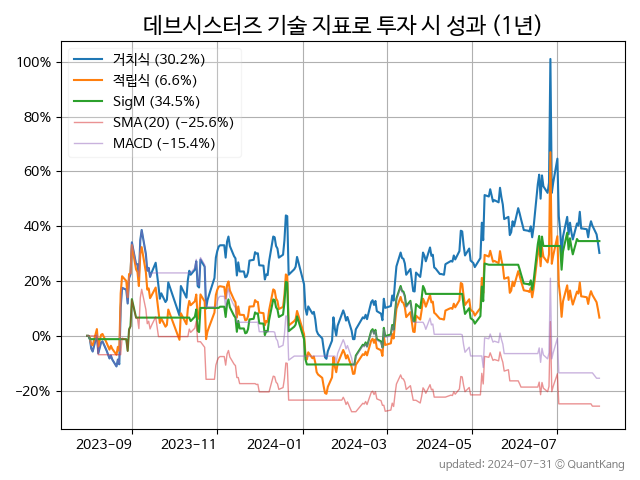 데브시스터즈 기술 지표로 투자 시 성과 (1년)
거치식 (30.2%)
적립식 (6.6%)
SigM (34.5%)
SMA(20) (−25.6%)
MACD (−15.4%)
100%
80%
60%
40%
20%
0%
−20%
2023-09 2023-11 2024-01 2024-03 2024-05 2024-07
updated: 2024-07-31 © QuantKang